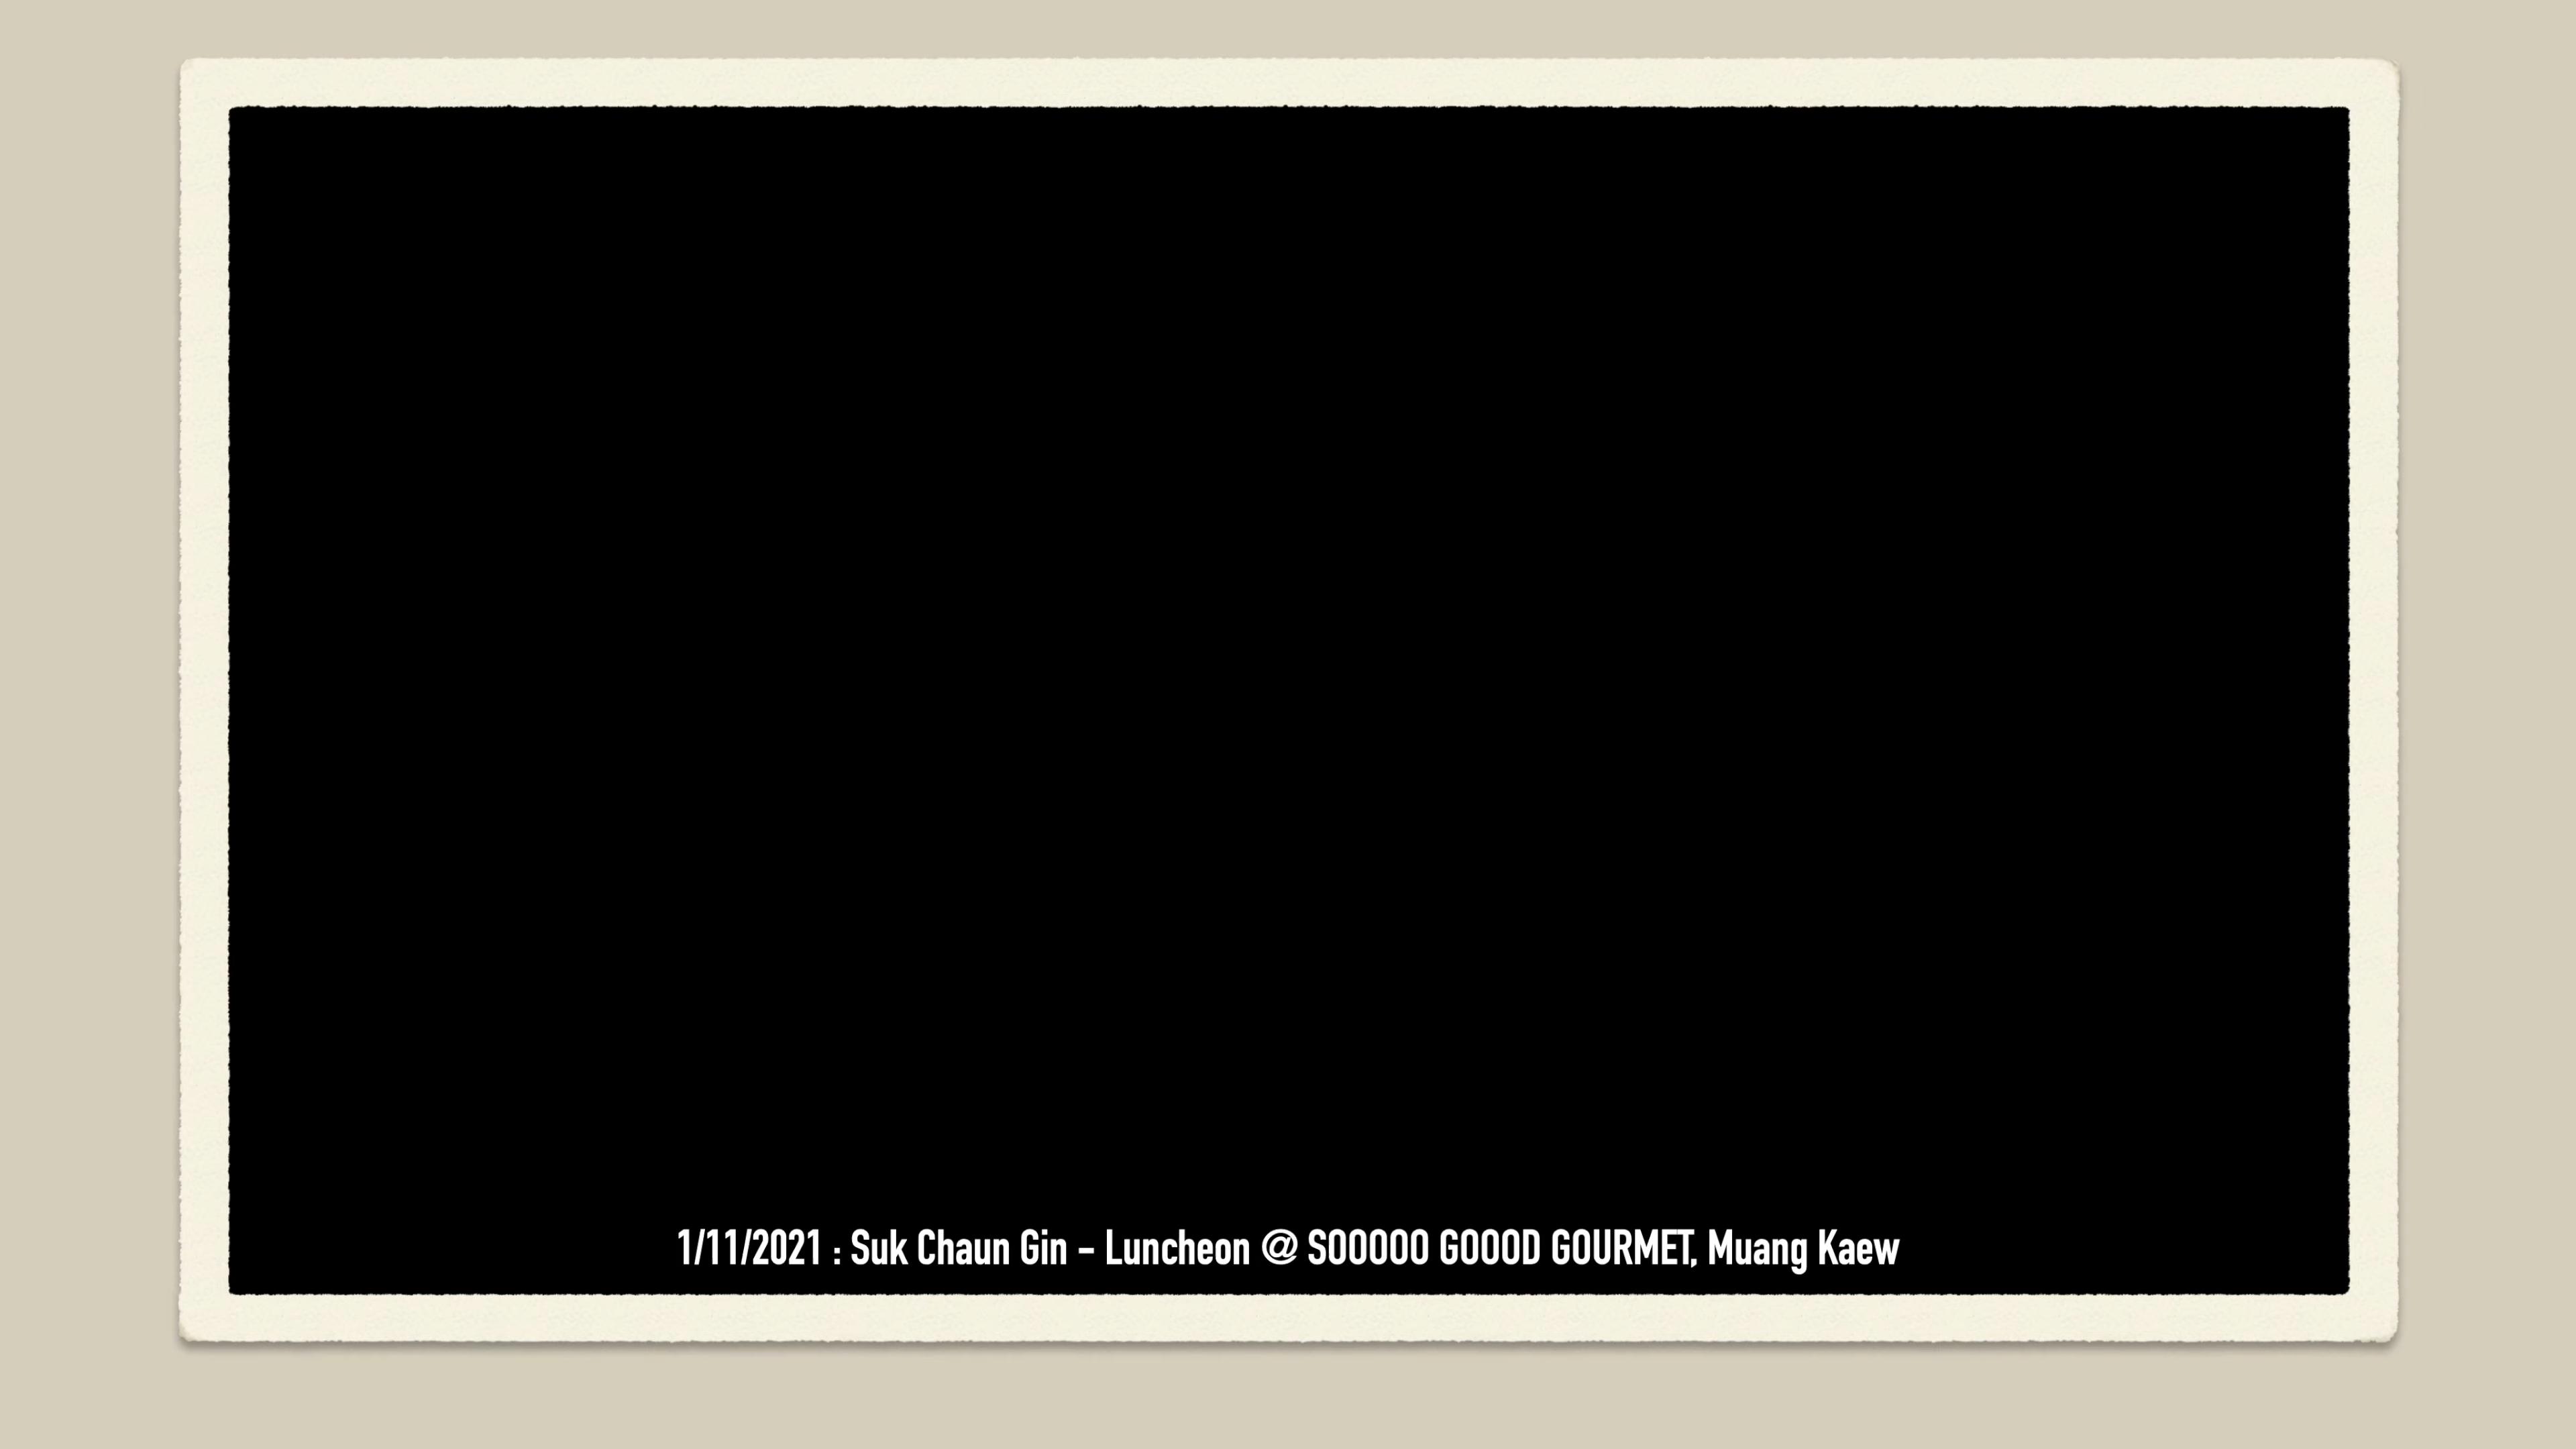 1/11/2021 : Suk Chaun Gin - Luncheon @ SOOOOO GOOOD GOURMET, Muang Kaew